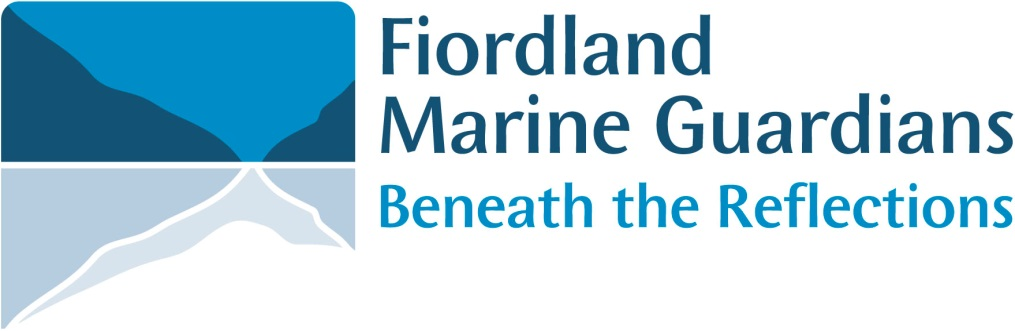 Fiordland
Marine Guardians
Beneath the Reflections